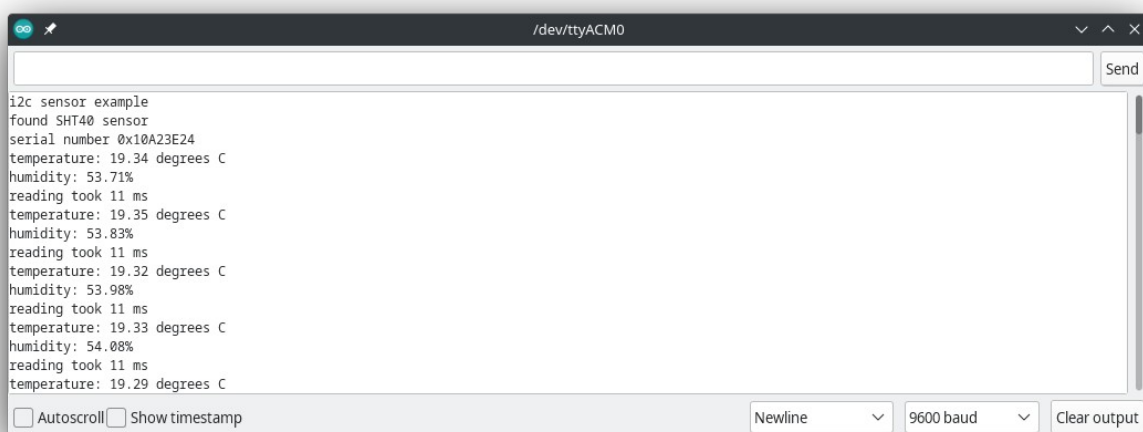 /dev/ttyACM0
Send
i2c sensor example
found SHT40 sensor
serial number 0x10A23E24
temperature: 19.34 degrees C
humidity: 53.71%
reading took 11 ms
temperature: 19.35 degrees C
humidity: 53.83%
reading took 11 ms
temperature: 19.32 degrees C
humidity: 53.98%
reading took 11 ms
temperature: 19.33 degrees C
humidity: 54.08%
reading took 11 ms
temperature: 19.29 degrees C
Autoscroll Show timestamp Newline 9600 baud Clear output